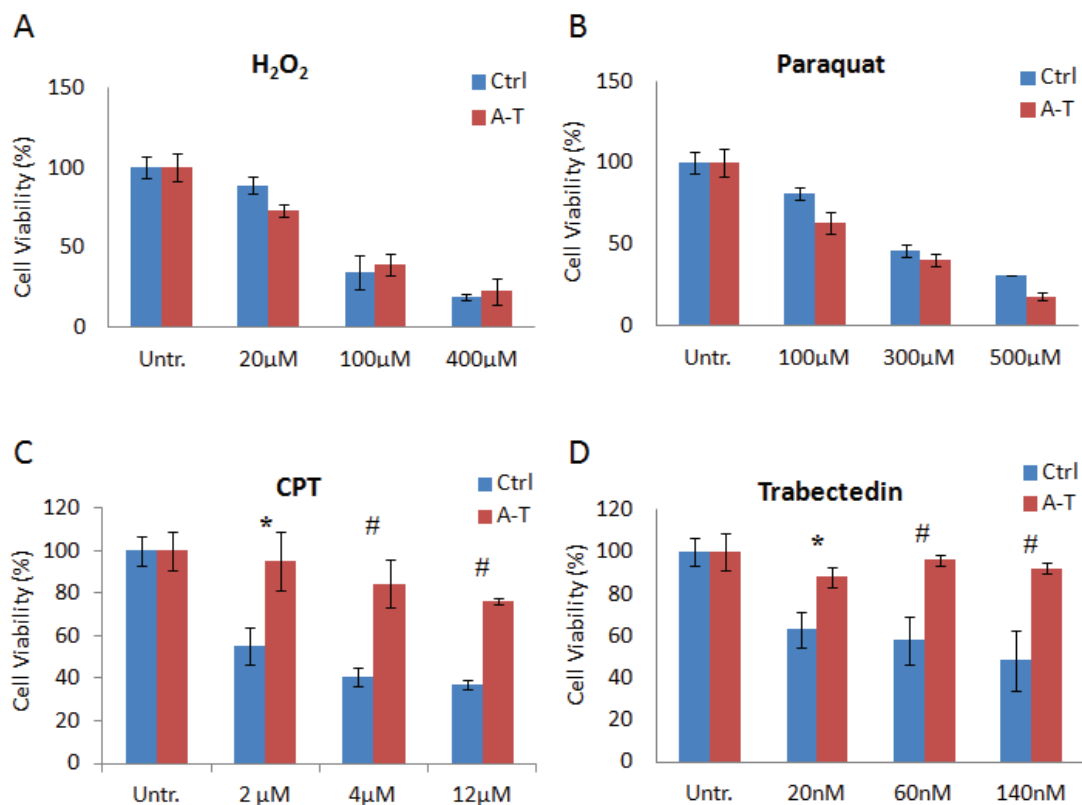 A
H₂O₂
Ctrl
A-T
Cell Viability (%)
150
100
50
0
Untr. 20µM 100µM 400µM
B
Paraquat
Ctrl
A-T
Cell Viability (%)
150
100
50
0
Untr. 100µM 300µM 500µM
C
CPT
Ctrl
A-T
Cell Viability (%)
120
100
80
60
40
20
0
* # #
Untr. 2 µM 4µM 12µM
D
Trabectedin
Ctrl
A-T
Cell Viability (%)
120
100
80
60
40
20
0
* # #
Untr. 20nM 60nM 140nM